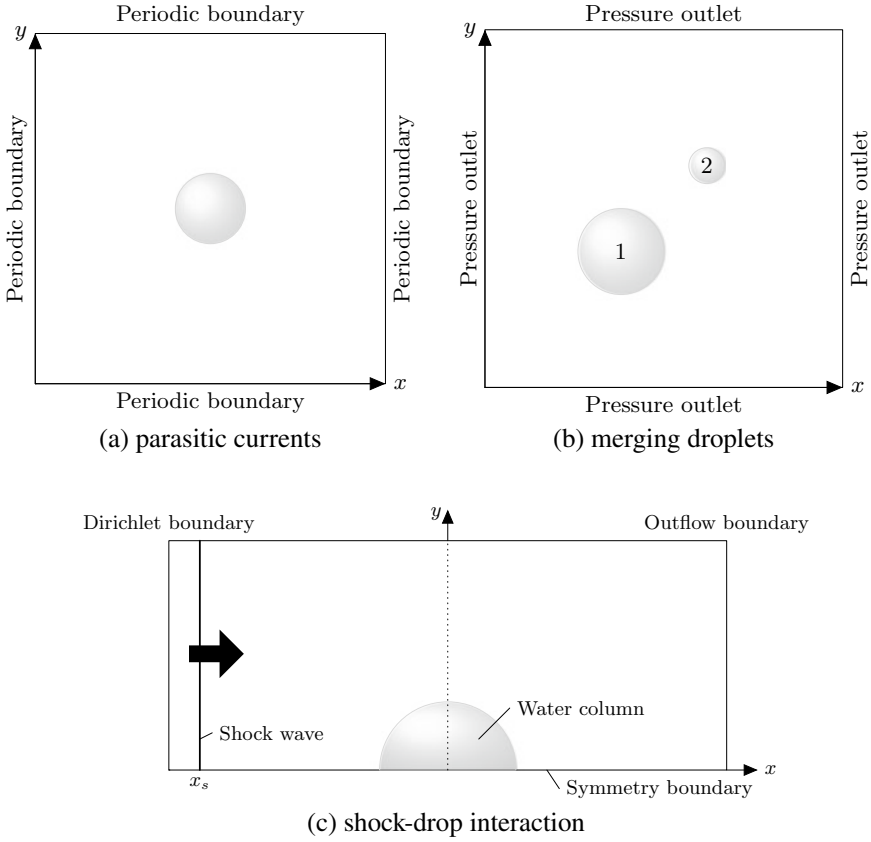 Periodic boundary
y
Periodic boundary
Periodic boundary
x
Periodic boundary
(a) parasitic currents
Pressure outlet
y
Pressure outlet
2
1
Pressure outlet
x
Pressure outlet
(b) merging droplets
Dirichlet boundary
y
Outflow boundary
Water column
Shock wave
x
x_s
Symmetry boundary
(c) shock-drop interaction